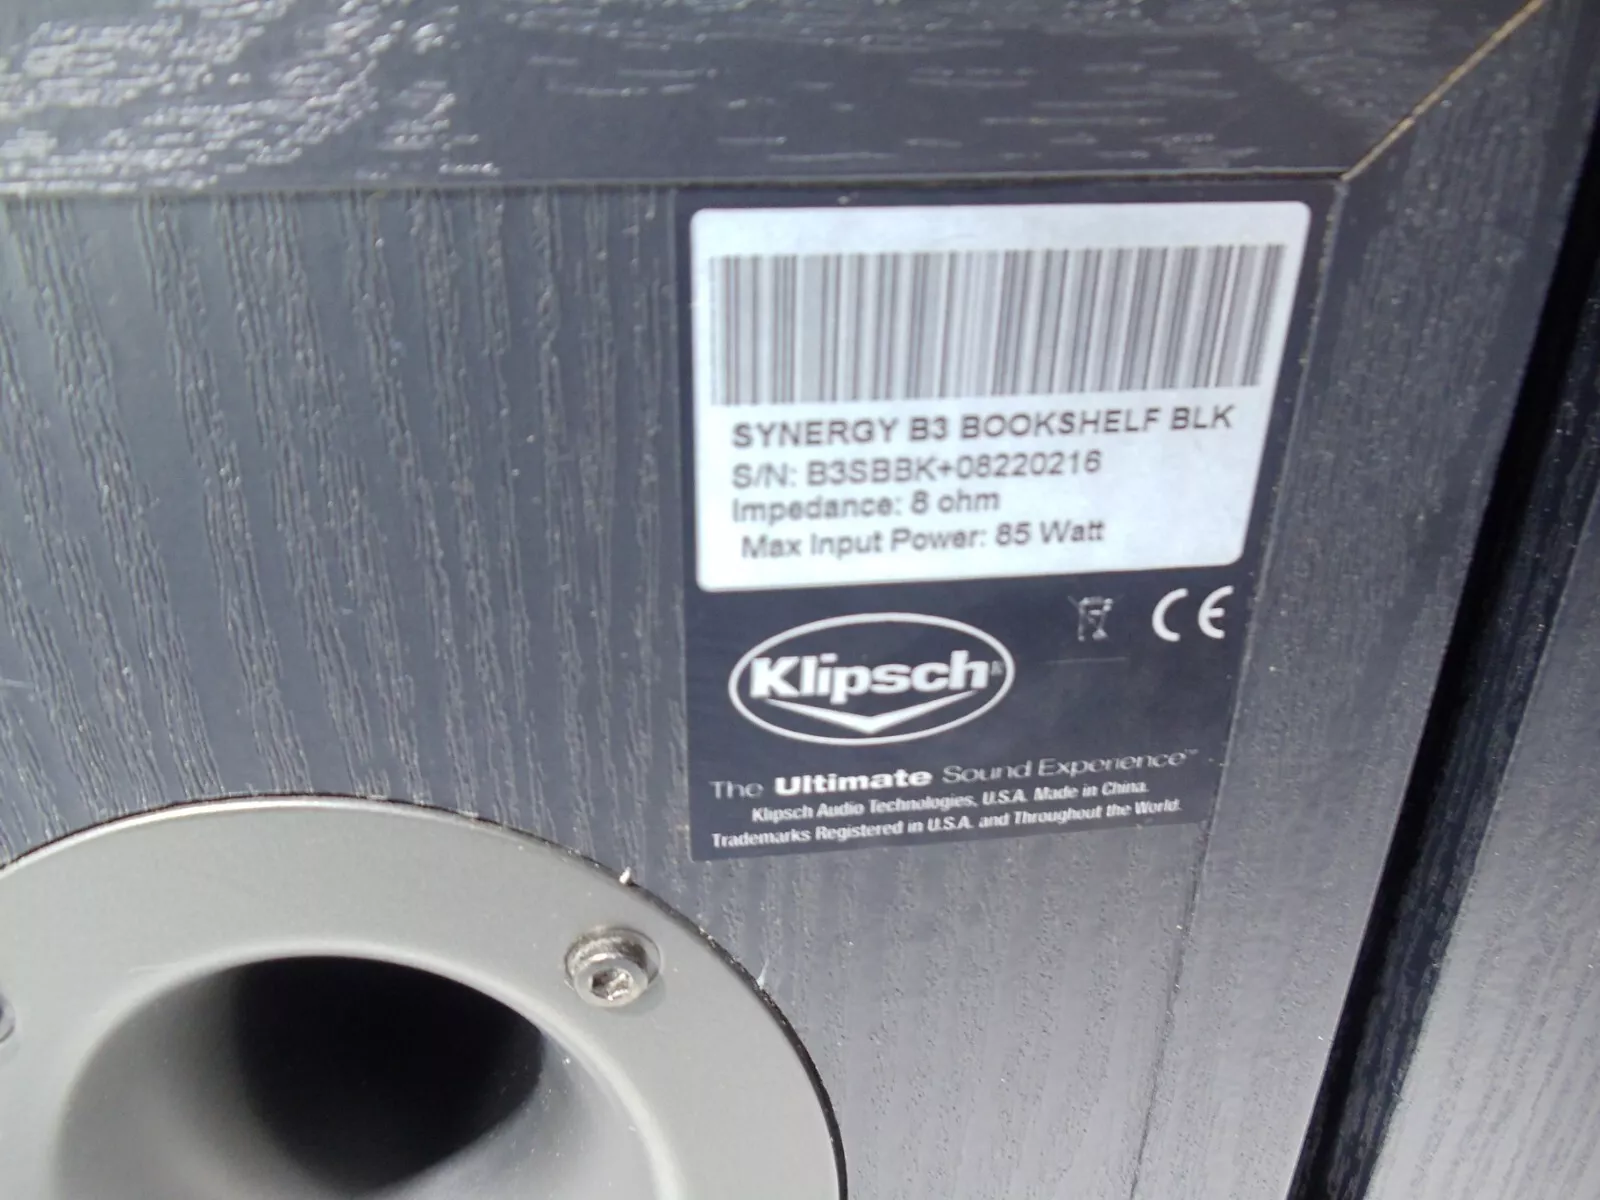 SYNERGY B3 BOOKSHELF BLK
S/N: B3SBBK+08220216
Impedance: 8 ohm
Max Input Power: 85 Watt
CE
Klipsch®
The Ultimate Sound Experience™
Klipsch Audio Technologies, U.S.A. Made in China.
Trademarks Registered in U.S.A. and Throughout the World.